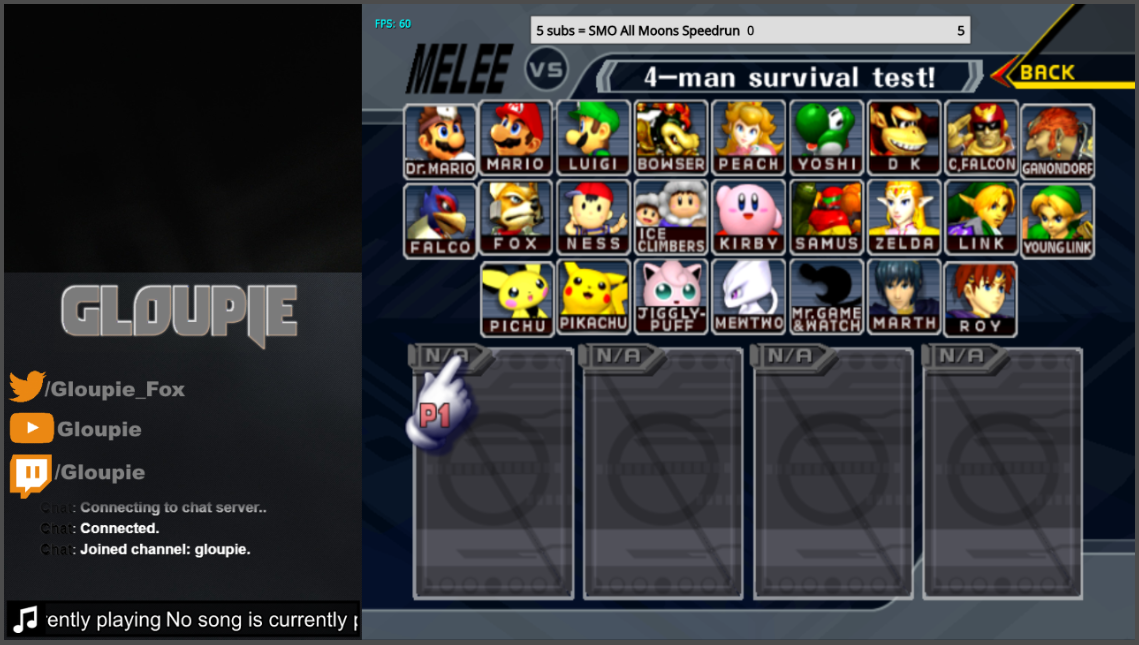 FPS: 60
5 subs = SMO All Moons Speedrun 0 5
MELEE VS 4-man survival test! BACK
Dr.MARIO MARIO LUIGI BOWSER PEACH YOSHI D K C,FALCON GANONDORF
FALCO FOX NESS ICE CLIMBERS KIRBY SAMUS ZELDA LINK YOUNG LINK
PICHU PIKACHU JIGGLY-PUFF MEWTWO Mr.GAME &WATCH MARTH ROY
N/A N/A N/A N/A
P1
GLOUPIE
/Gloupie_Fox
Gloupie
/Gloupie
Chat: Connecting to chat server..
Chat: Connected.
Chat: Joined channel: gloupie.
ently playing No song is currently